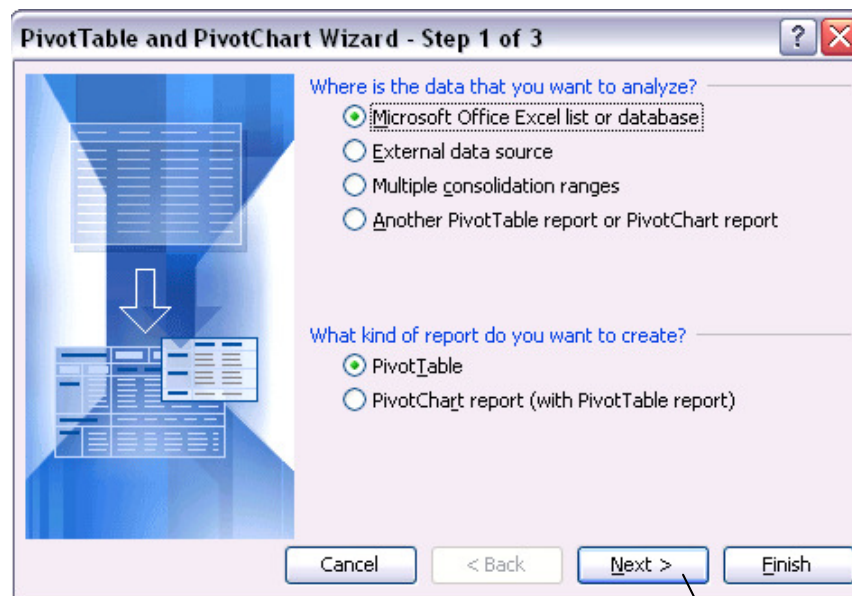 PivotTable and PivotChart Wizard - Step 1 of 3
?
Where is the data that you want to analyze?
Microsoft Office Excel list or database
External data source
Multiple consolidation ranges
Another PivotTable report or PivotChart report
What kind of report do you want to create?
PivotTable
PivotChart report (with PivotTable report)
Cancel < Back Next > Finish